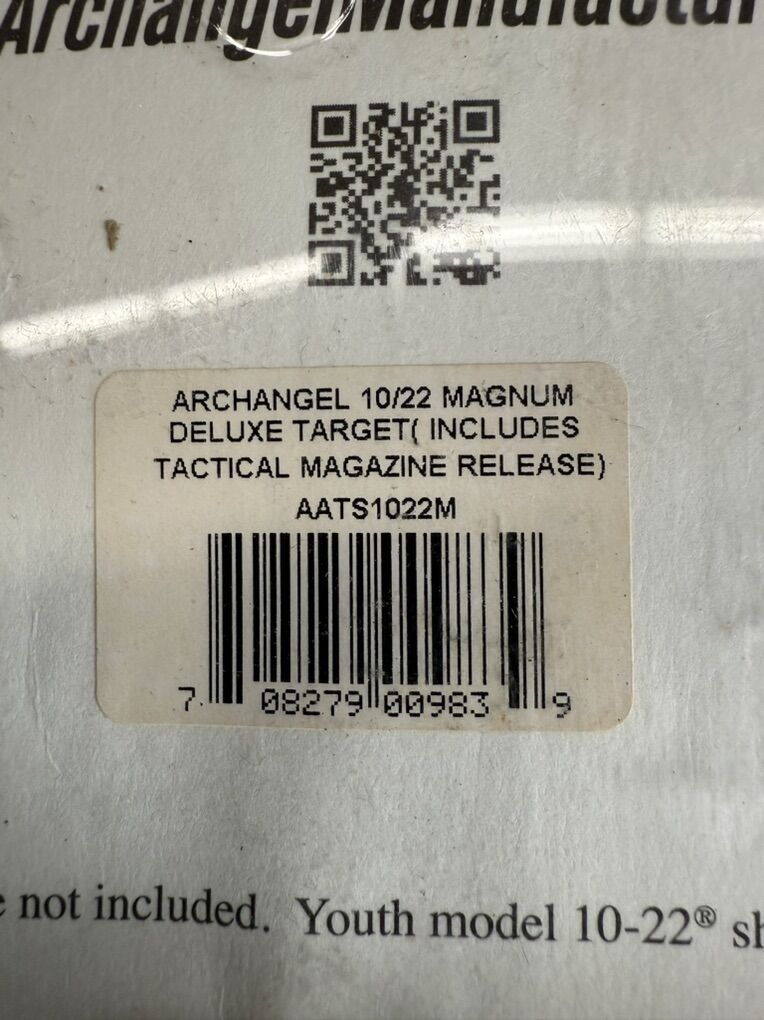 ArchangelManufactur
ARCHANGEL 10/22 MAGNUM
DELUXE TARGET( INCLUDES
TACTICAL MAGAZINE RELEASE)
AATS1022M
7 08279 00983 9
e not included. Youth model 10-22® sh